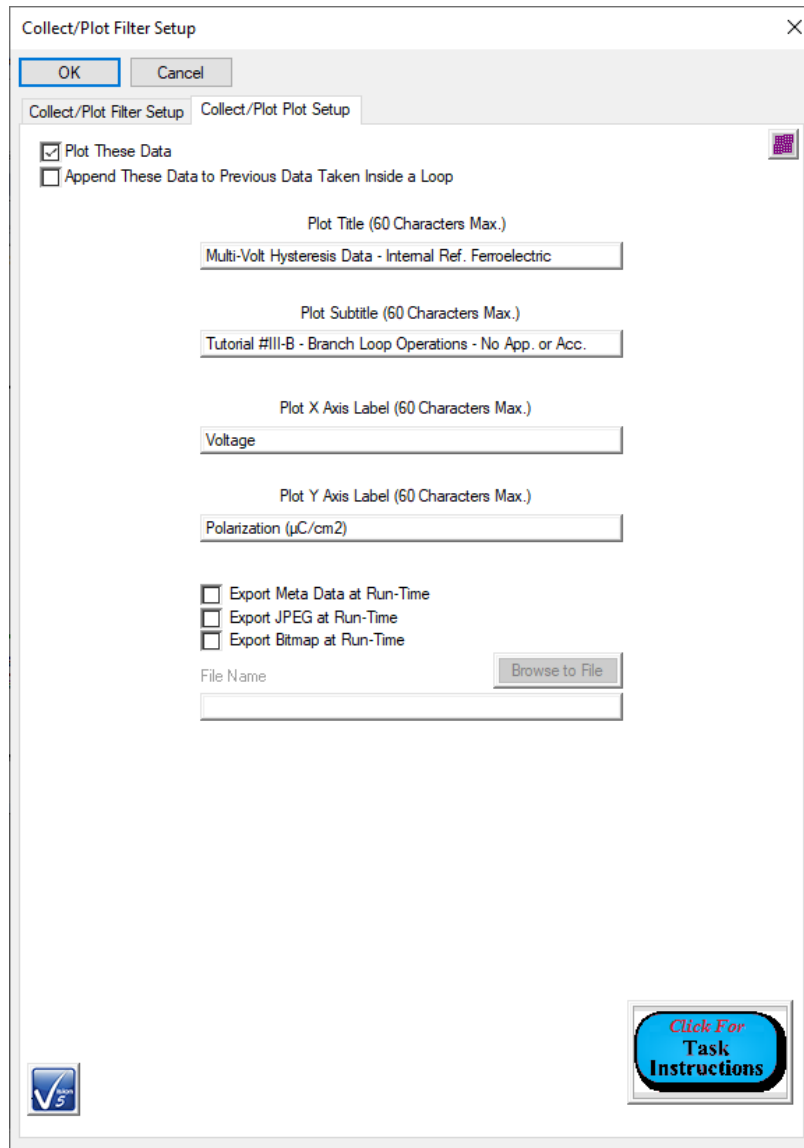 Collect/Plot Filter Setup
OK Cancel
Collect/Plot Filter Setup Collect/Plot Plot Setup
Plot These Data
Append These Data to Previous Data Taken Inside a Loop
Plot Title (60 Characters Max.)
Multi-Volt Hysteresis Data - Internal Ref. Ferroelectric
Plot Subtitle (60 Characters Max.)
Tutorial #III-B - Branch Loop Operations - No App. or Acc.
Plot X Axis Label (60 Characters Max.)
Voltage
Plot Y Axis Label (60 Characters Max.)
Polarization (µC/cm2)
Export Meta Data at Run-Time
Export JPEG at Run-Time
Export Bitmap at Run-Time
File Name Browse to File
Click For
Task
Instructions
Vision
5